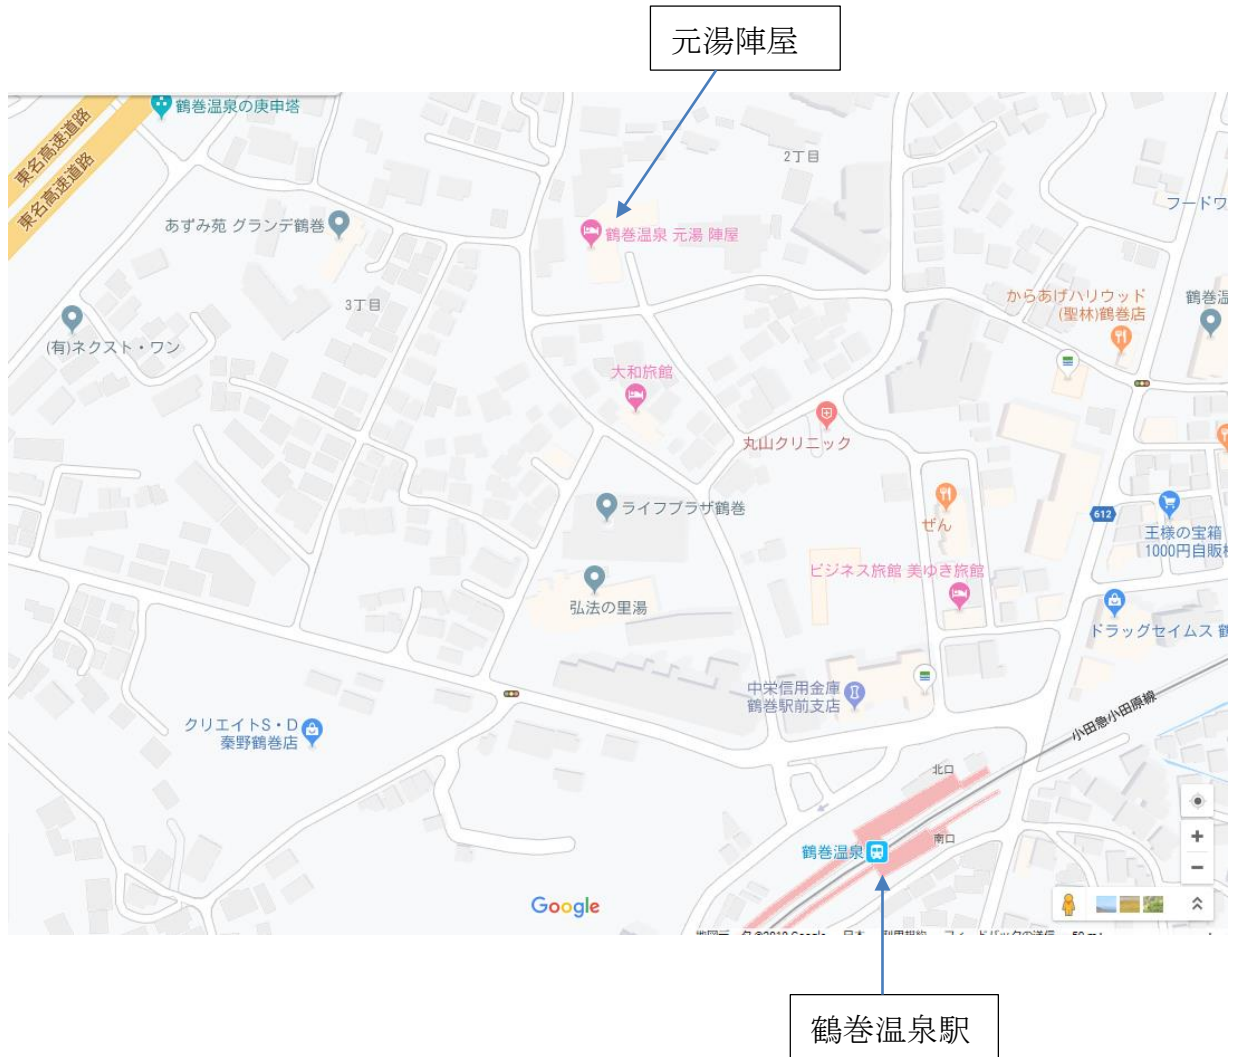 元湯陣屋
鶴巻温泉の庚申塔
東名高速道路
東名高速道路
2丁目
フードワ
あずみ苑 グランデ鶴巻
鶴巻温泉 元湯 陣屋
3丁目
からあげハリウッド
(聖林)鶴巻店
鶴巻温
(有)ネクスト・ワン
大和旅館
丸山クリニック
ライフプラザ鶴巻
ぜん
612
王様の宝箱
1000円自販
ビジネス旅館 美ゆき旅館
弘法の里湯
ドラッグセイムス 鶴
中栄信用金庫
鶴巻駅前支店
小田急小田原線
クリエイトS・D
秦野鶴巻店
北口
南口
鶴巻温泉
Google
鶴巻温泉駅